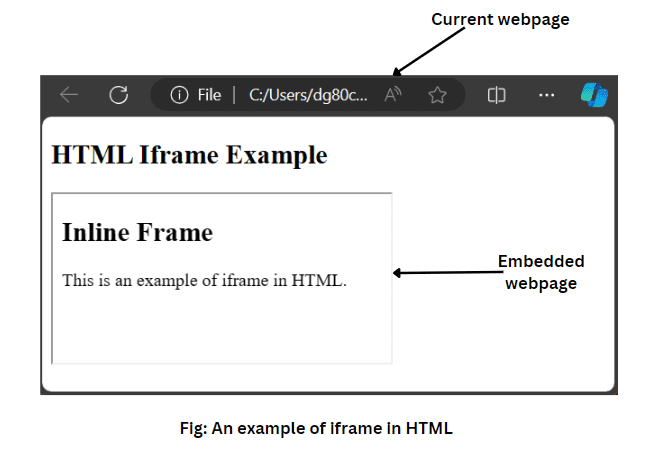 Current webpage
File | C:/Users/dg80c...
HTML Iframe Example
Inline Frame
This is an example of iframe in HTML.
Embedded
webpage
Fig: An example of iframe in HTML